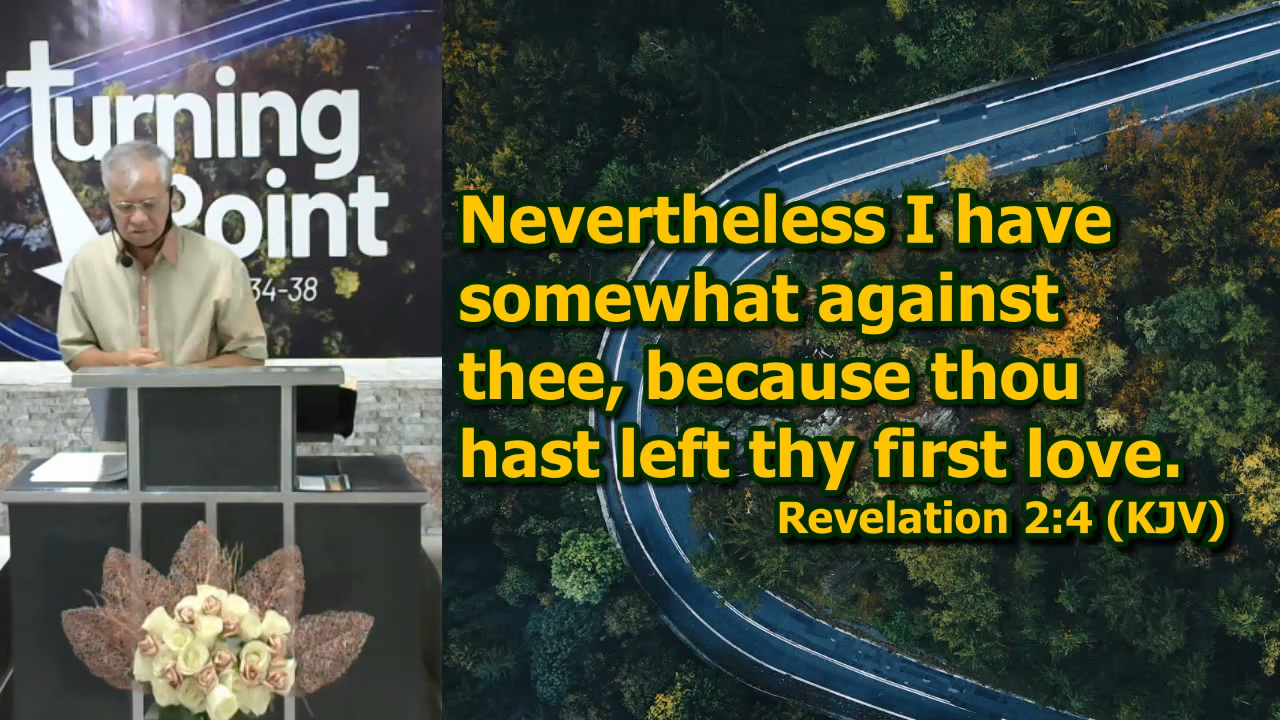 turning
Point
34-38
Nevertheless I have
somewhat against
thee, because thou
hast left thy first love.
Revelation 2:4 (KJV)